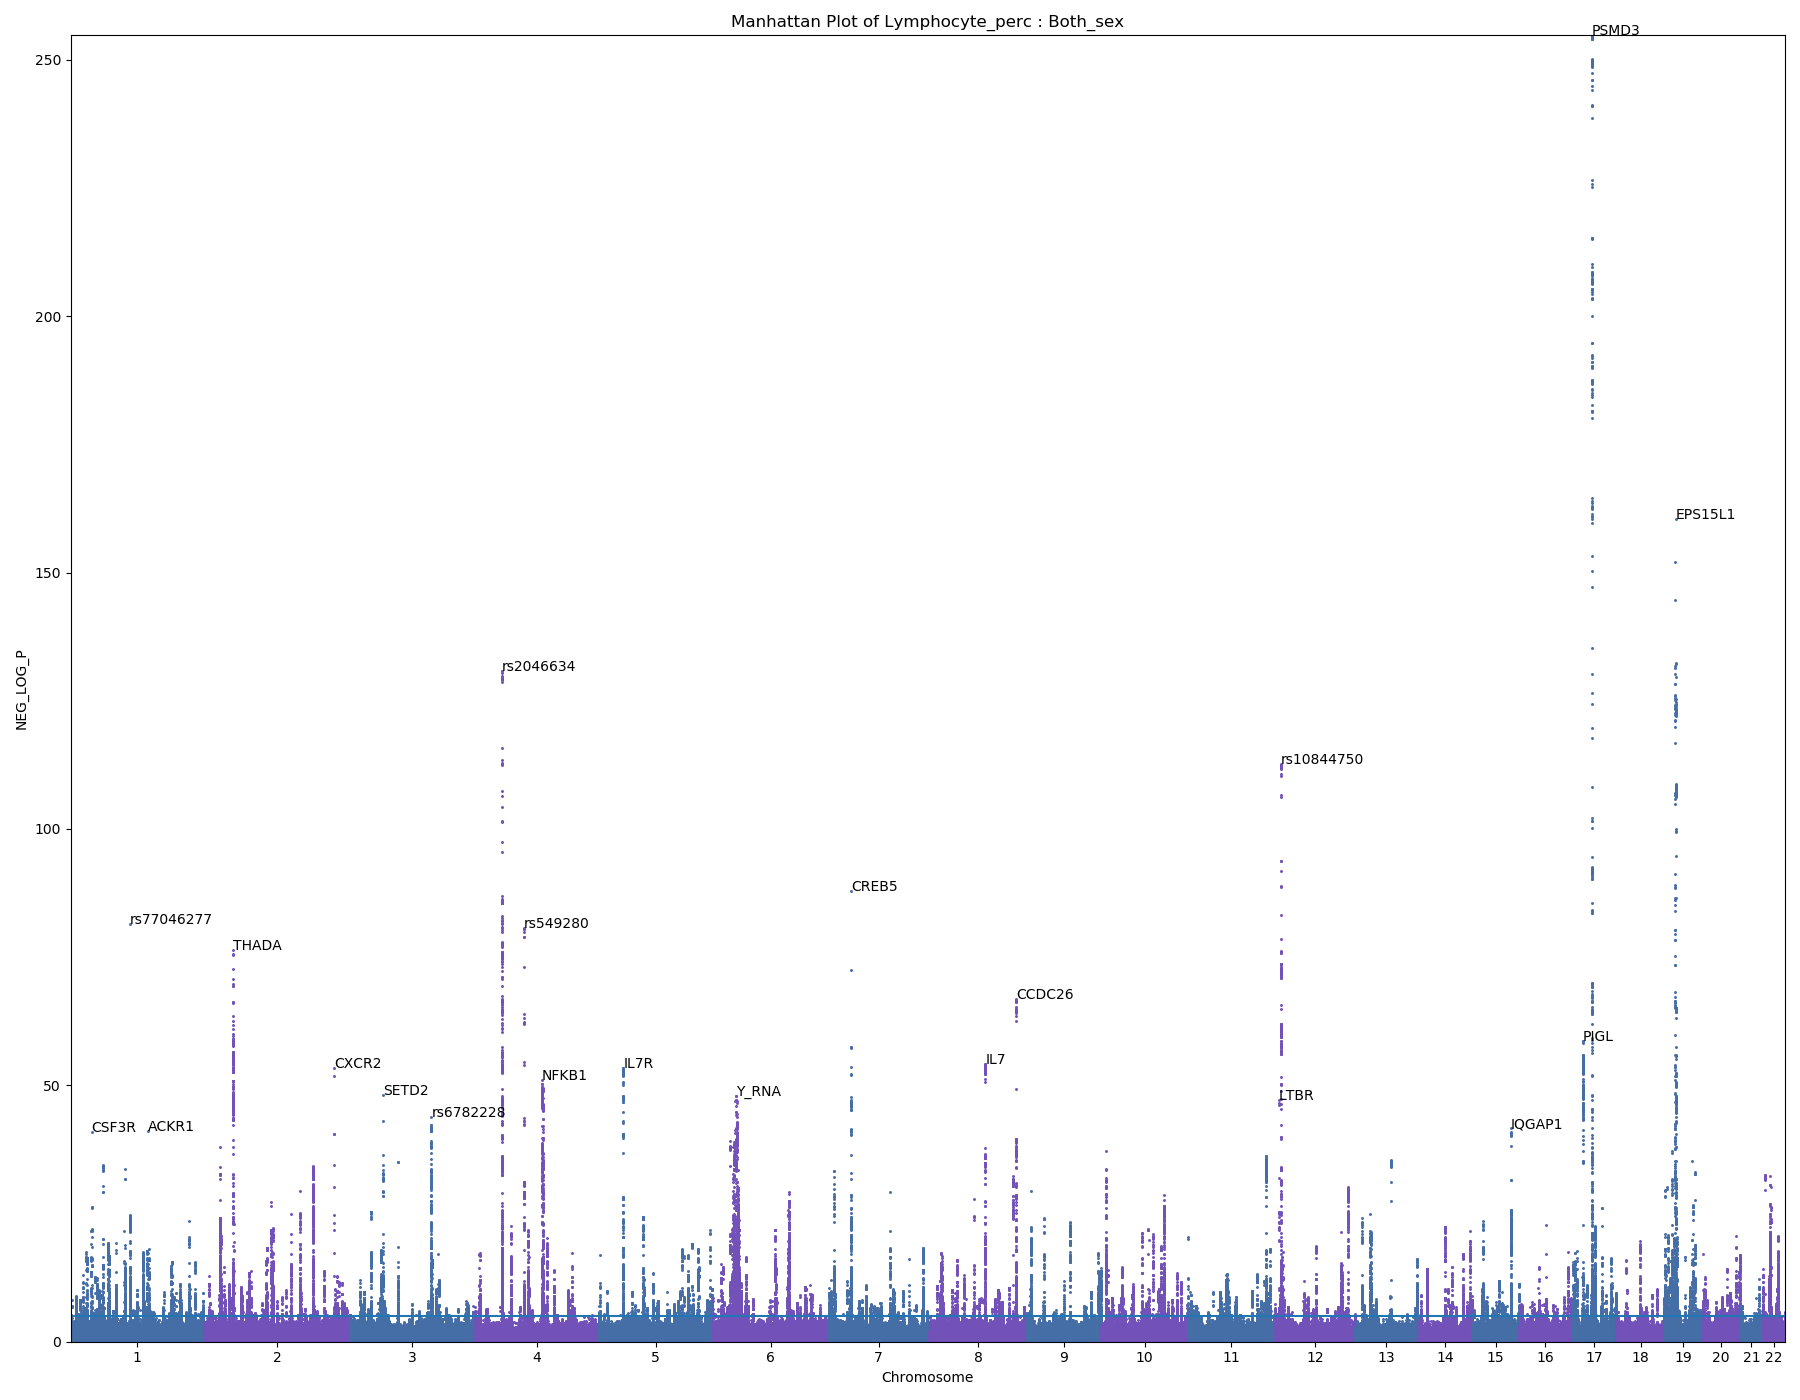 Manhattan Plot of Lymphocyte_perc : Both_sex
PSMD3
250
200
EPS15L1
150
NEG_LOG_P
rs2046634
rs10844750
100
CREB5
rs77046277
rs549280
THADA
CCDC26
PIGL
CXCR2
IL7R
IL7
50
NFKB1
SETD2
Y_RNA
LTBR
rs6782228
CSF3R
ACKR1
IQGAP1
0
1 2 3 4 5 6 7 8 9 10 11 12 13 14 15 16 17 18 19 20 21 22
Chromosome